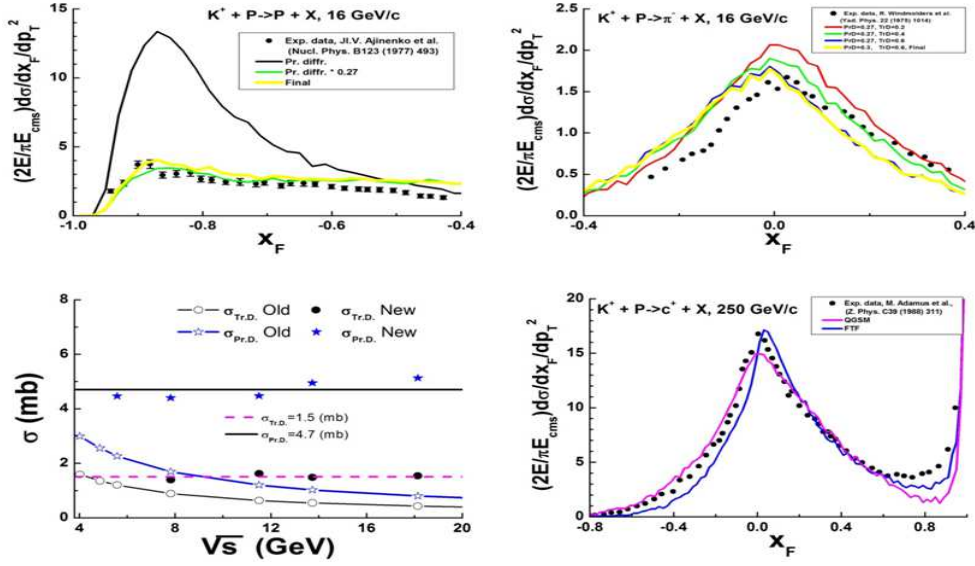 K⁺ + P->P + X, 16 GeV/c
Exp. data, JI.V. Ajinenko et al.
(Nucl. Phys. B123 (1977) 493)
Pr. diffr.
Pr. diffr. * 0.27
Final
(2E/πE_cms)dσ/dx_F/dp_T²
15
10
5
0
-1.0
-0.8
-0.6
-0.4
X_F
K⁺ + P->π⁻ + X, 16 GeV/c
Exp. data, R. Windmolders et al.
(Yad. Phys. 22 (1975) 1014)
PrD=0.27, TrD=0.2
PrD=0.27, TrD=0.4
PrD=0.27, TrD=0.6
PrD=0.3, TrD=0.6, Final
(2E/πE_cms)dσ/dx_F/dp_T²
2.5
2.0
1.5
1.0
0.5
0.0
-0.4
-0.2
0.0
0.2
0.4
X_F
σ_Tr.D. Old
σ_Tr.D. New
σ_Pr.D. Old
σ_Pr.D. New
σ_Tr.D.=1.5 (mb)
σ_Pr.D.=4.7 (mb)
σ (mb)
8
6
4
2
0
4
8
12
16
20
√s (GeV)
K⁺ + P->c⁺ + X, 250 GeV/c
Exp. data, M. Adamus et al.,
(Z. Phys. C39 (1988) 311)
QGSM
FTF
(2E/πE_cms)dσ/dx_F/dp_T²
20
15
10
5
0
-0.8
-0.4
0.0
0.4
0.8
X_F